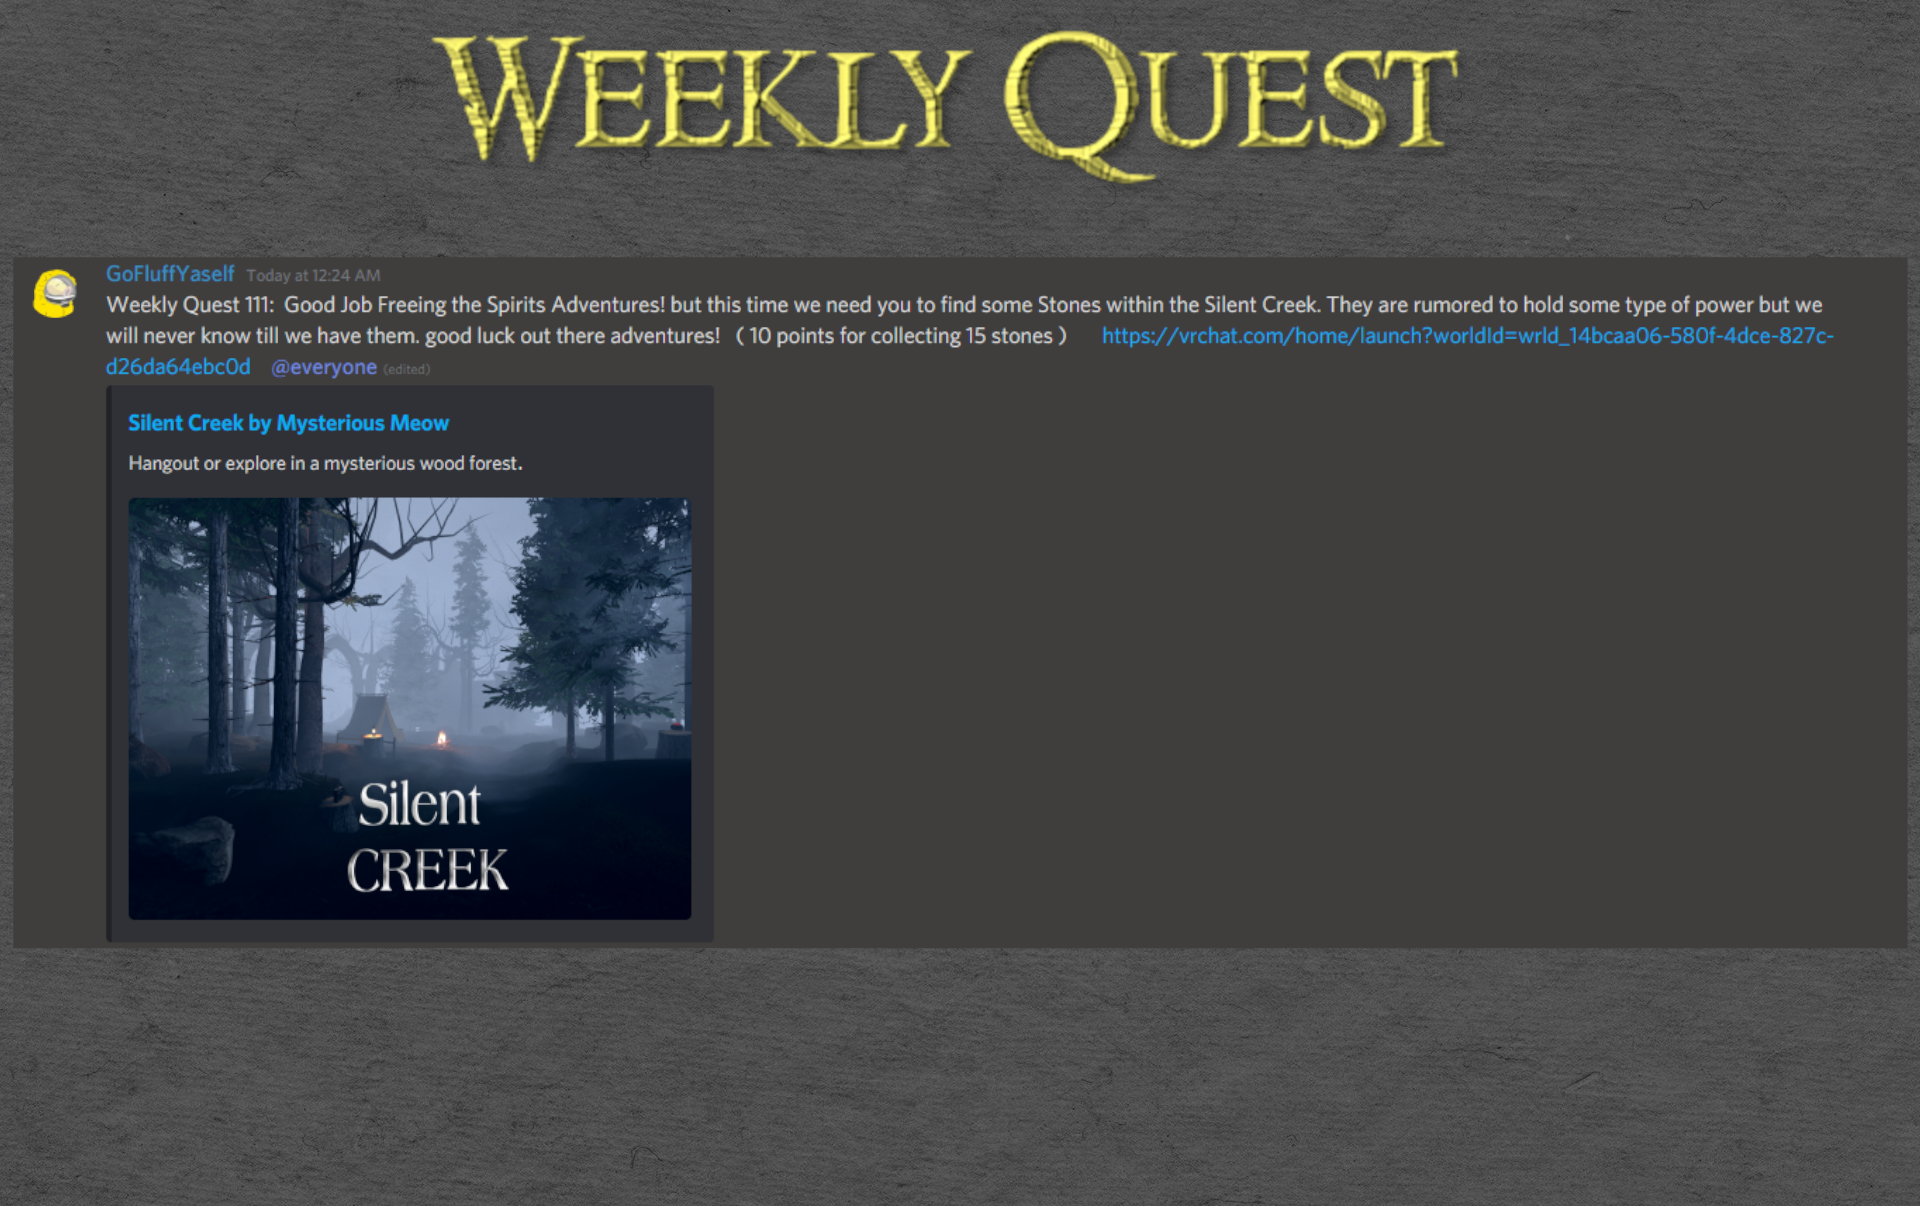 WEEKLY QUEST
GoFluffYaself Today at 12:24 AM
Weekly Quest 111: Good Job Freeing the Spirits Adventures! but this time we need you to find some Stones within the Silent Creek. They are rumored to hold some type of power but we
will never know till we have them. good luck out there adventures! ( 10 points for collecting 15 stones ) https://vrchat.com/home/launch?worldId=wrld_14bcaa06-580f-4dce-827c-
d26da64ebc0d @everyone (edited)
Silent Creek by Mysterious Meow
Hangout or explore in a mysterious wood forest.
Silent
CREEK